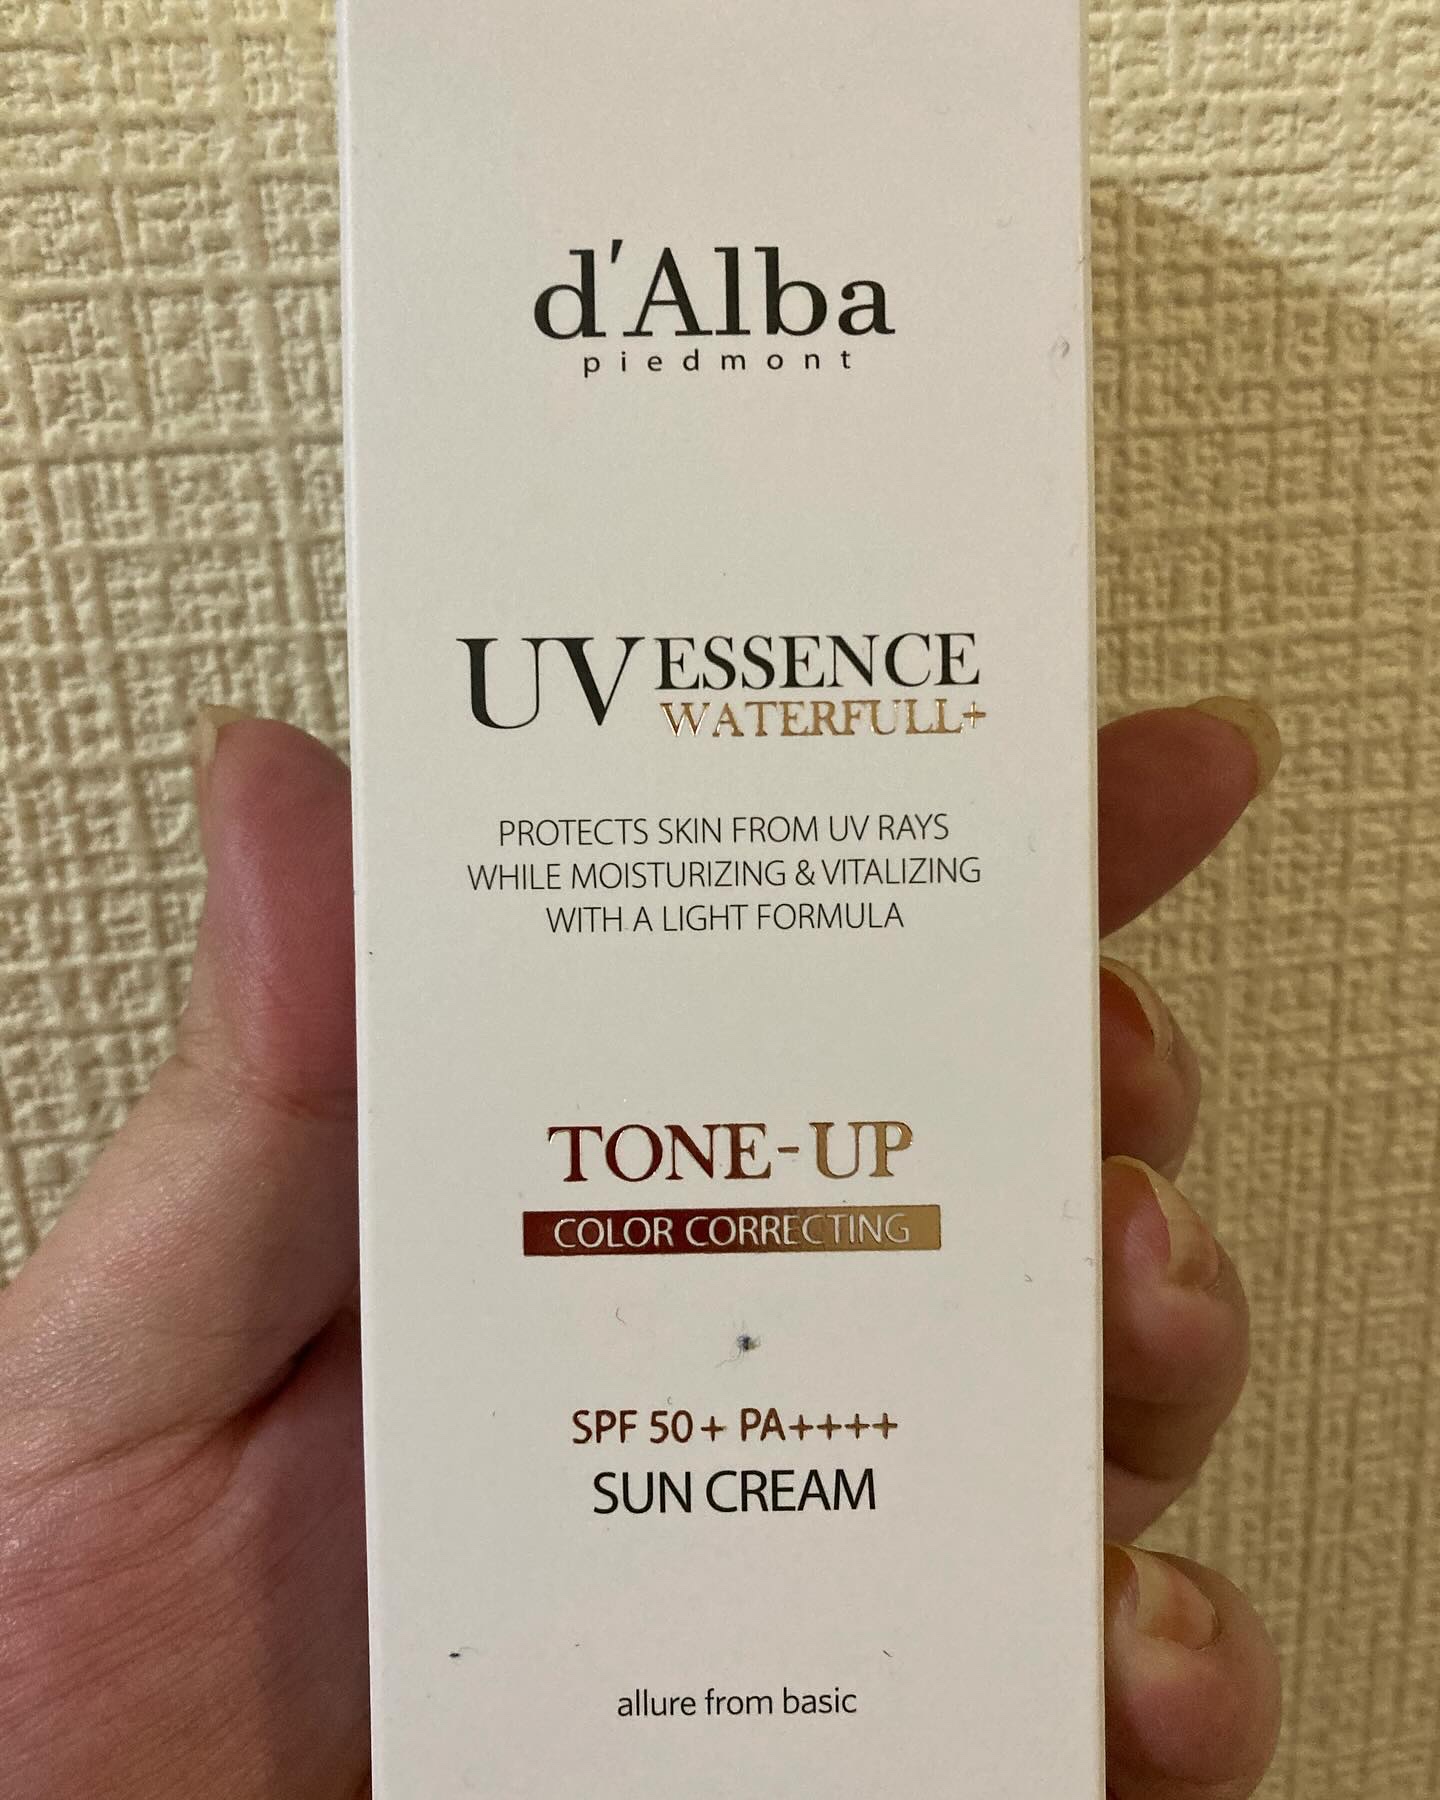 d'Alba
piedmont
UV ESSENCE
WATERFULL+
PROTECTS SKIN FROM UV RAYS
WHILE MOISTURIZING & VITALIZING
WITH A LIGHT FORMULA
TONE-UP
COLOR CORRECTING
SPF 50+ PA++++
SUN CREAM
allure from basic